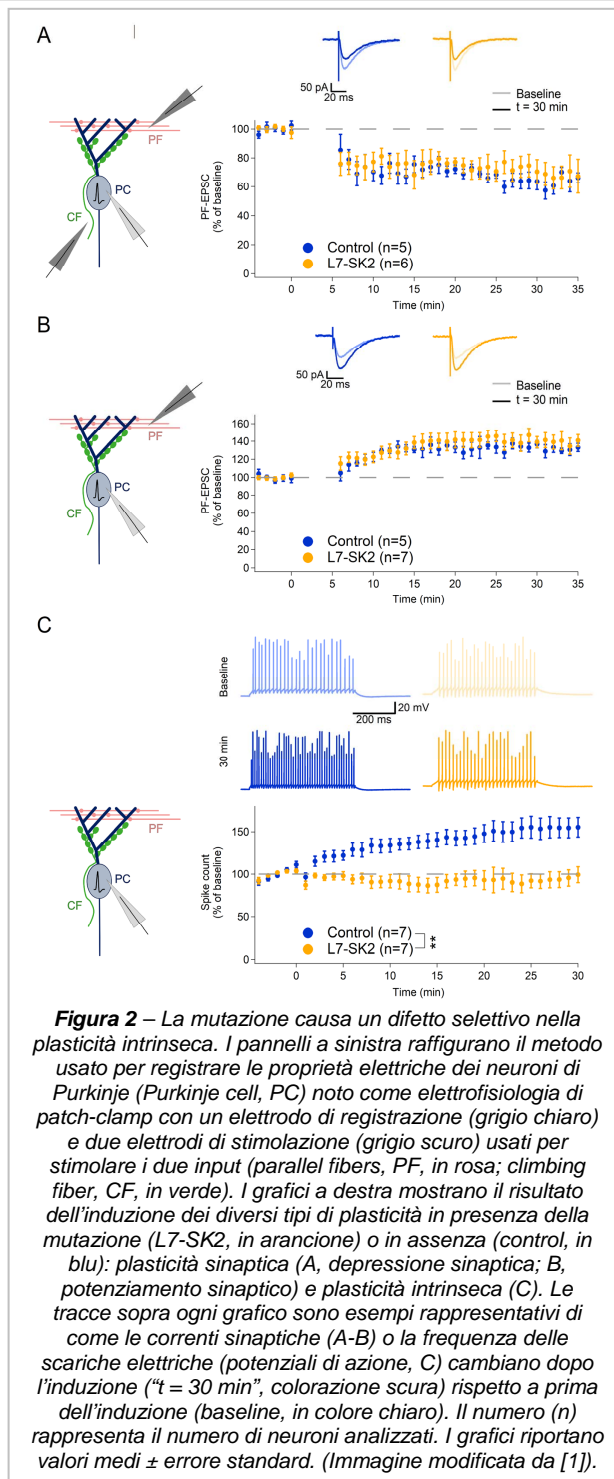 A
50 pA
20 ms
Baseline
t = 30 min
PF
PC
CF
PF-EPSC
(% of baseline)
100
80
60
40
20
0
Control (n=5)
L7-SK2 (n=6)
0 5 10 15 20 25 30 35
Time (min)
B
50 pA
20 ms
Baseline
t = 30 min
PF
PC
CF
PF-EPSC
(% of baseline)
160
140
120
100
80
60
40
20
0
Control (n=5)
L7-SK2 (n=7)
0 5 10 15 20 25 30 35
Time (min)
C
Baseline
20 mV
200 ms
30 min
PF
PC
CF
Spike count
(% of baseline)
150
100
50
0
Control (n=7)
L7-SK2 (n=7)
**
0 5 10 15 20 25 30
Time (min)
Figura 2 – La mutazione causa un difetto selettivo nella
plasticità intrinseca. I pannelli a sinistra raffigurano il metodo
usato per registrare le proprietà elettriche dei neuroni di
Purkinje (Purkinje cell, PC) noto come elettrofisiologia di
patch-clamp con un elettrodo di registrazione (grigio chiaro)
e due elettrodi di stimolazione (grigio scuro) usati per
stimolare i due input (parallel fibers, PF, in rosa; climbing
fiber, CF, in verde). I grafici a destra mostrano il risultato
dell'induzione dei diversi tipi di plasticità in presenza della
mutazione (L7-SK2, in arancione) o in assenza (control, in
blu): plasticità sinaptica (A, depressione sinaptica; B,
potenziamento sinaptico) e plasticità intrinseca (C). Le
tracce sopra ogni grafico sono esempi rappresentativi di
come le correnti sinaptiche (A-B) o la frequenza delle
scariche elettriche (potenziali di azione, C) cambiano dopo
l'induzione (“t = 30 min”, colorazione scura) rispetto a prima
dell'induzione (baseline, in colore chiaro). Il numero (n)
rappresenta il numero di neuroni analizzati. I grafici riportano
valori medi ± errore standard. (Immagine modificata da [1]).